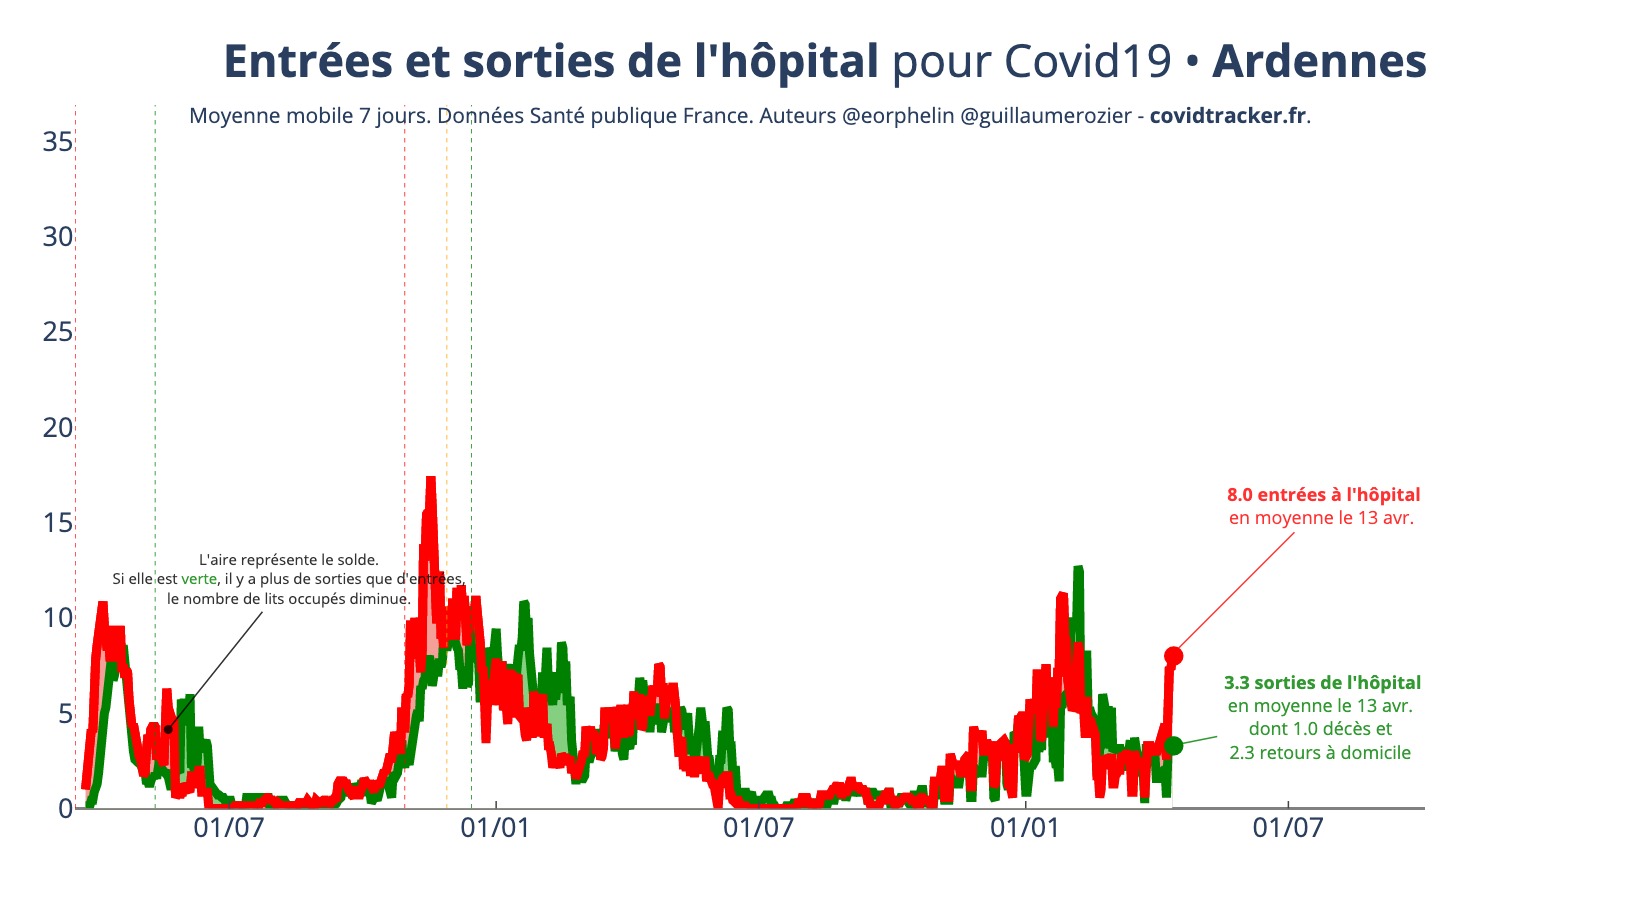 Entrées et sorties de l'hôpital pour Covid19 • Ardennes
Moyenne mobile 7 jours. Données Santé publique France. Auteurs @eorphelin @guillaumerozier - covidtracker.fr.
35
30
25
20
15
10
5
0
L'aire représente le solde.
Si elle est verte, il y a plus de sorties que d'entrées,
le nombre de lits occupés diminue.
8.0 entrées à l'hôpital
en moyenne le 13 avr.
3.3 sorties de l'hôpital
en moyenne le 13 avr.
dont 1.0 décès et
2.3 retours à domicile
01/07
01/01
01/07
01/01
01/07